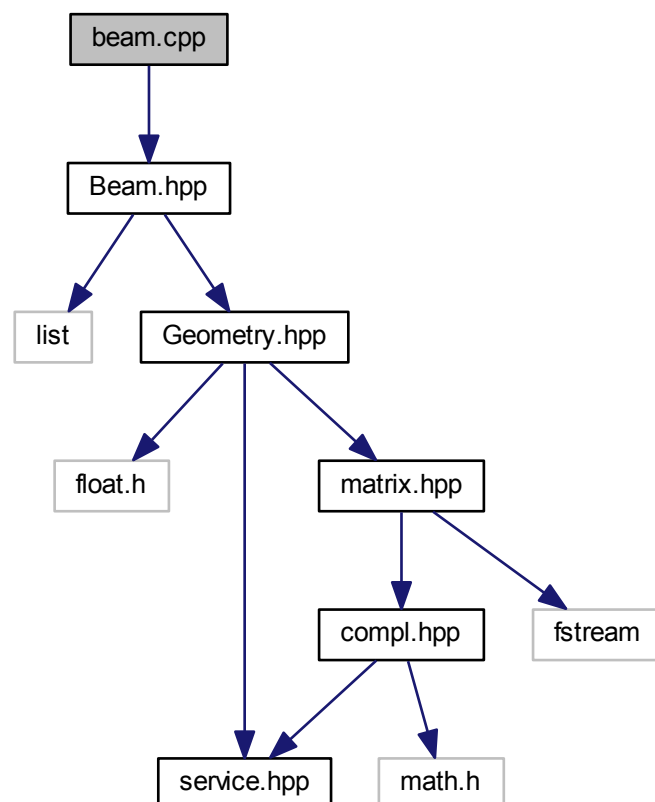 beam.cpp
Beam.hpp
list
Geometry.hpp
float.h
matrix.hpp
compl.hpp
fstream
service.hpp
math.h